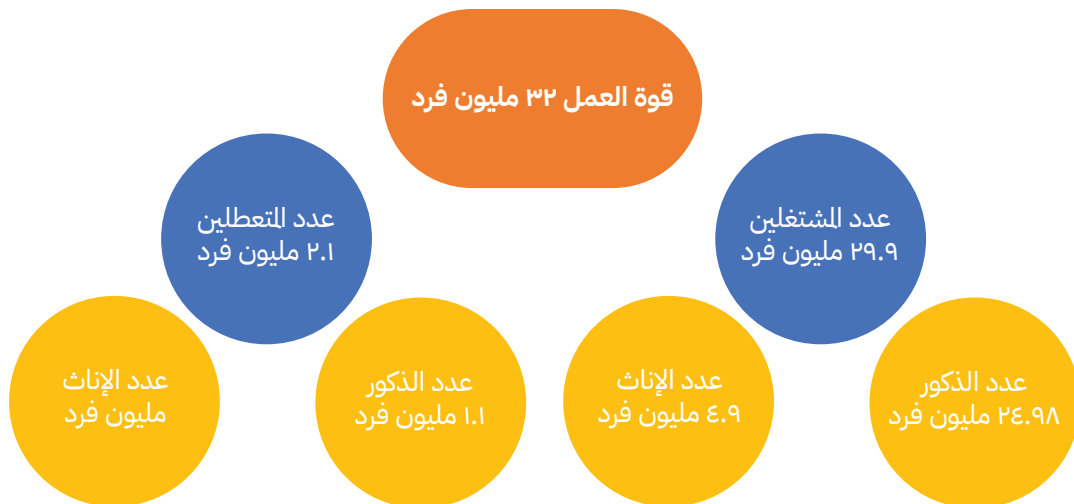 قوة العمل ٣٢ مليون فرد
عدد المشتغلين
٢٩.٩ مليون فرد
عدد المتعطلين
٢.١ مليون فرد
عدد الذكور
٢٤.٩٨ مليون فرد
عدد الإناث
٤.٩ مليون فرد
عدد الذكور
١.١ مليون فرد
عدد الإناث
مليون فرد